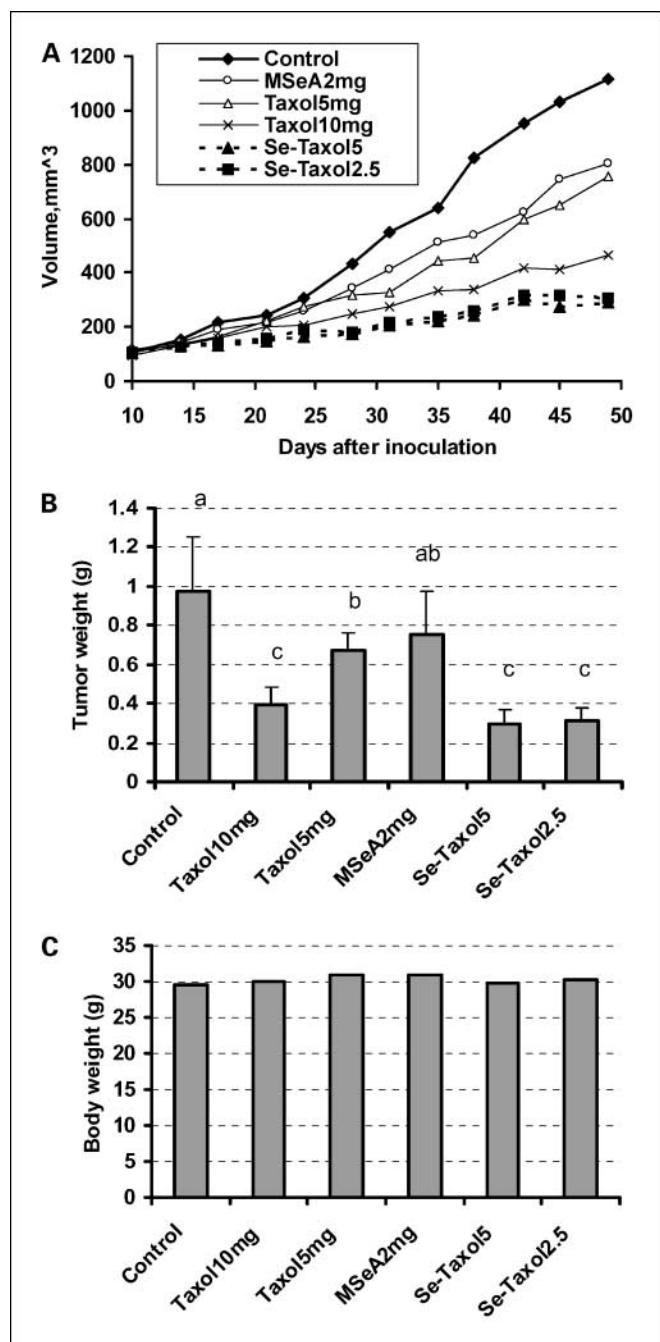 A
Control
MSeA2mg
Taxol5mg
Taxol10mg
Se-Taxol5
Se-Taxol2.5
Volume,mm^3
1200
1000
800
600
400
200
0
10 15 20 25 30 35 40 45 50
Days after inoculation
B
Tumor weight (g)
1.4
1.2
1
0.8
0.6
0.4
0.2
0
a
c
b
ab
c
c
Control
Taxol10mg
Taxol5mg
MSeA2mg
Se-Taxol5
Se-Taxol2.5
C
Body weight (g)
35
30
25
20
15
10
5
0
Control
Taxol10mg
Taxol5mg
MSeA2mg
Se-Taxol5
Se-Taxol2.5